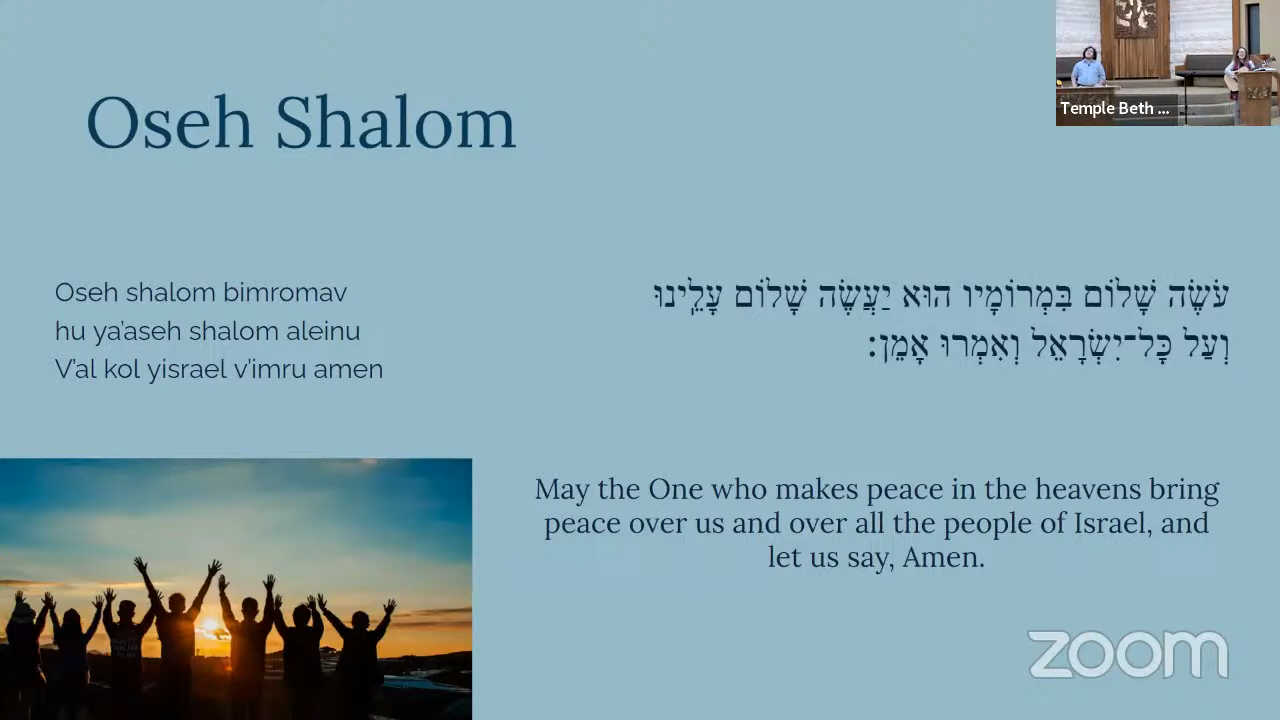 Temple Beth ...
Oseh Shalom
Oseh shalom bimromav
hu ya'aseh shalom aleinu
V'al kol yisrael v'imru amen
עֹשֶׂה שָׁלוֹם בִּמְרוֹמָיו הוּא יַעֲשֶׂה שָׁלוֹם עָלֵֽינוּ
וְעַל כׇּל־יִשְׂרָאֵל וְאִמְרוּ אָמֵן׃
May the One who makes peace in the heavens bring
peace over us and over all the people of Israel, and
let us say, Amen.
zoom